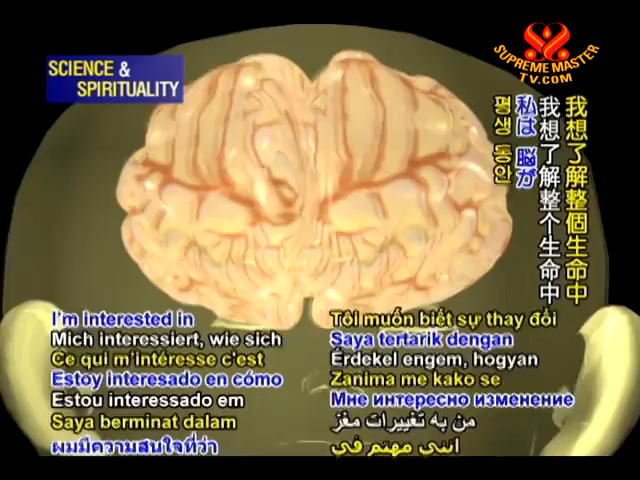 SCIENCE &
SPIRITUALITY
SUPREME MASTER
TV.COM
我想了解整個生命中
我想了解整个生命中
私は 脳が
평생 동안
I'm interested in
Mich interessiert, wie sich
Ce qui m'intéresse c'est
Estoy interesado en cómo
Estou interessado em
Saya berminat dalam
ผมมีความสนใจที่ว่า
Tôi muốn biết sự thay đổi
Saya tertarik dengan
Érdekel engem, hogyan
Zanima me kako se
Мне интересно изменение
من به تغییرات مغز
انني مهتم في